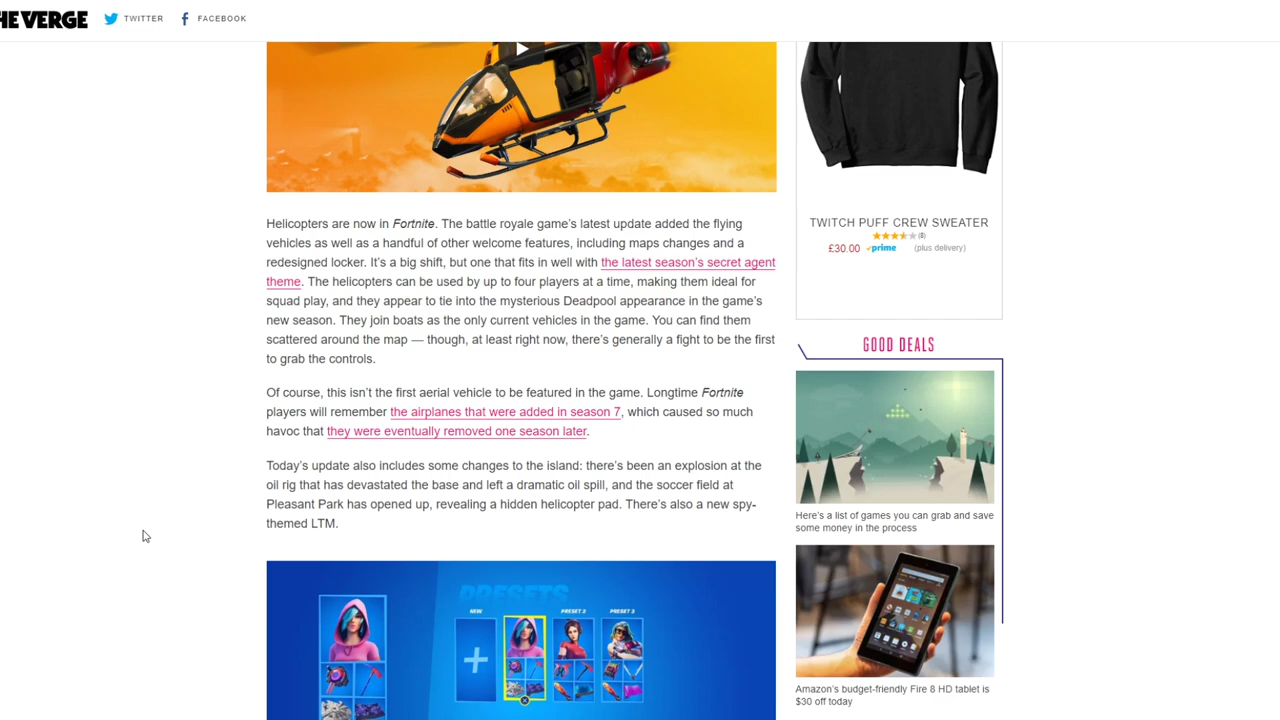 HE VERGE
TWITTER
FACEBOOK
Helicopters are now in Fortnite. The battle royale game’s latest update added the flying
vehicles as well as a handful of other welcome features, including maps changes and a
redesigned locker. It’s a big shift, but one that fits in well with the latest season’s secret agent
theme. The helicopters can be used by up to four players at a time, making them ideal for
squad play, and they appear to tie into the mysterious Deadpool appearance in the game’s
new season. They join boats as the only current vehicles in the game. You can find them
scattered around the map — though, at least right now, there’s generally a fight to be the first
to grab the controls.
Of course, this isn’t the first aerial vehicle to be featured in the game. Longtime Fortnite
players will remember the airplanes that were added in season 7, which caused so much
havoc that they were eventually removed one season later.
Today’s update also includes some changes to the island: there’s been an explosion at the
oil rig that has devastated the base and left a dramatic oil spill, and the soccer field at
Pleasant Park has opened up, revealing a hidden helicopter pad. There’s also a new spy-
themed LTM.
PRESETS
NEW
PRESET 2
PRESET 3
TWITCH PUFF CREW SWEATER
(8)
£30.00 prime (plus delivery)
GOOD DEALS
Here’s a list of games you can grab and save
some money in the process
Amazon’s budget-friendly Fire 8 HD tablet is
$30 off today